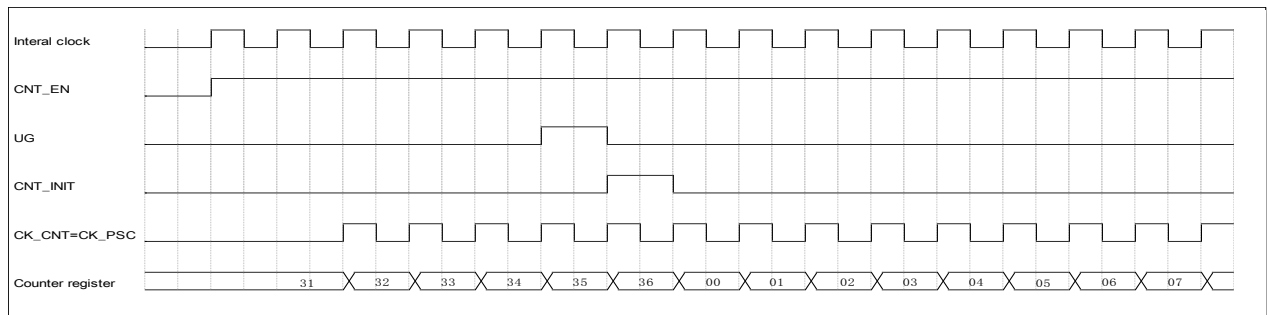 Interal clock
CNT_EN
UG
CNT_INIT
CK_CNT=CK_PSC
Counter register 31 32 33 34 35 36 00 01 02 03 04 05 06 07